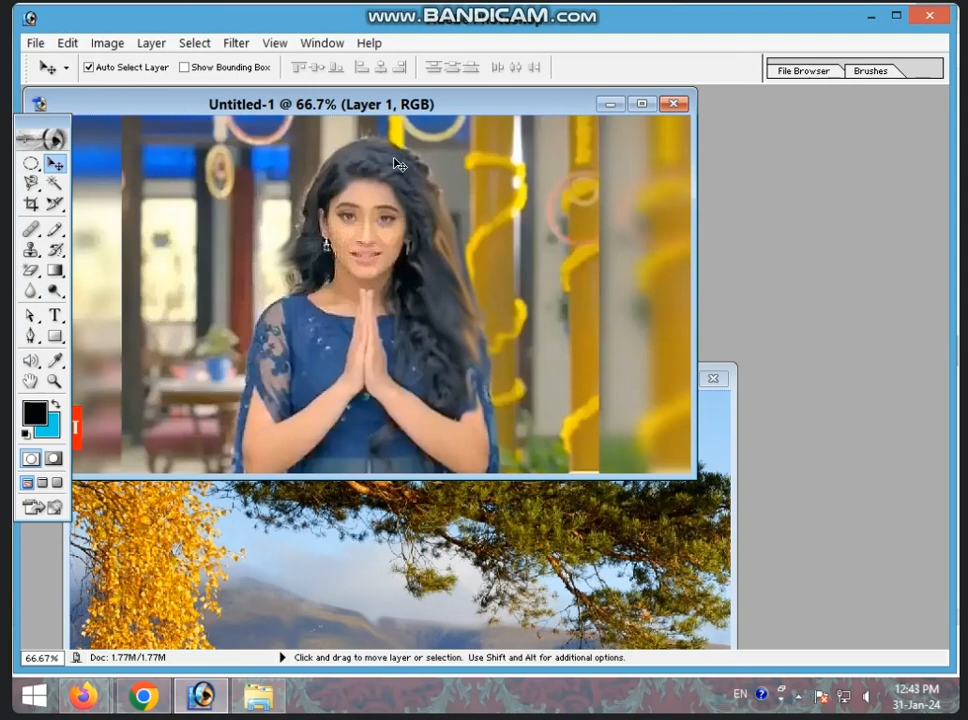 www.BANDICAM.com
File Edit Image Layer Select Filter View Window Help
Auto Select Layer Show Bounding Box
File Browser Brushes
Untitled-1 @ 66.7% (Layer 1, RGB)
T
66.67% Doc: 1.77M/1.77M Click and drag to move layer or selection. Use Shift and Alt for additional options.
EN 12:43 PM
31-Jan-24